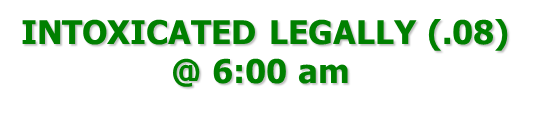 INTOXICATED LEGALLY (.08)
@ 6:00 am